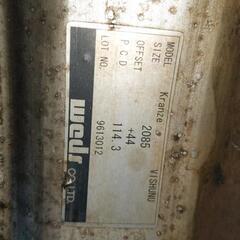 MODEL Kranze VISHUNU
SIZE 2085
OFFSET +44
P C D 114.3
LOT NO. 9613012
weds CO.,LTD.